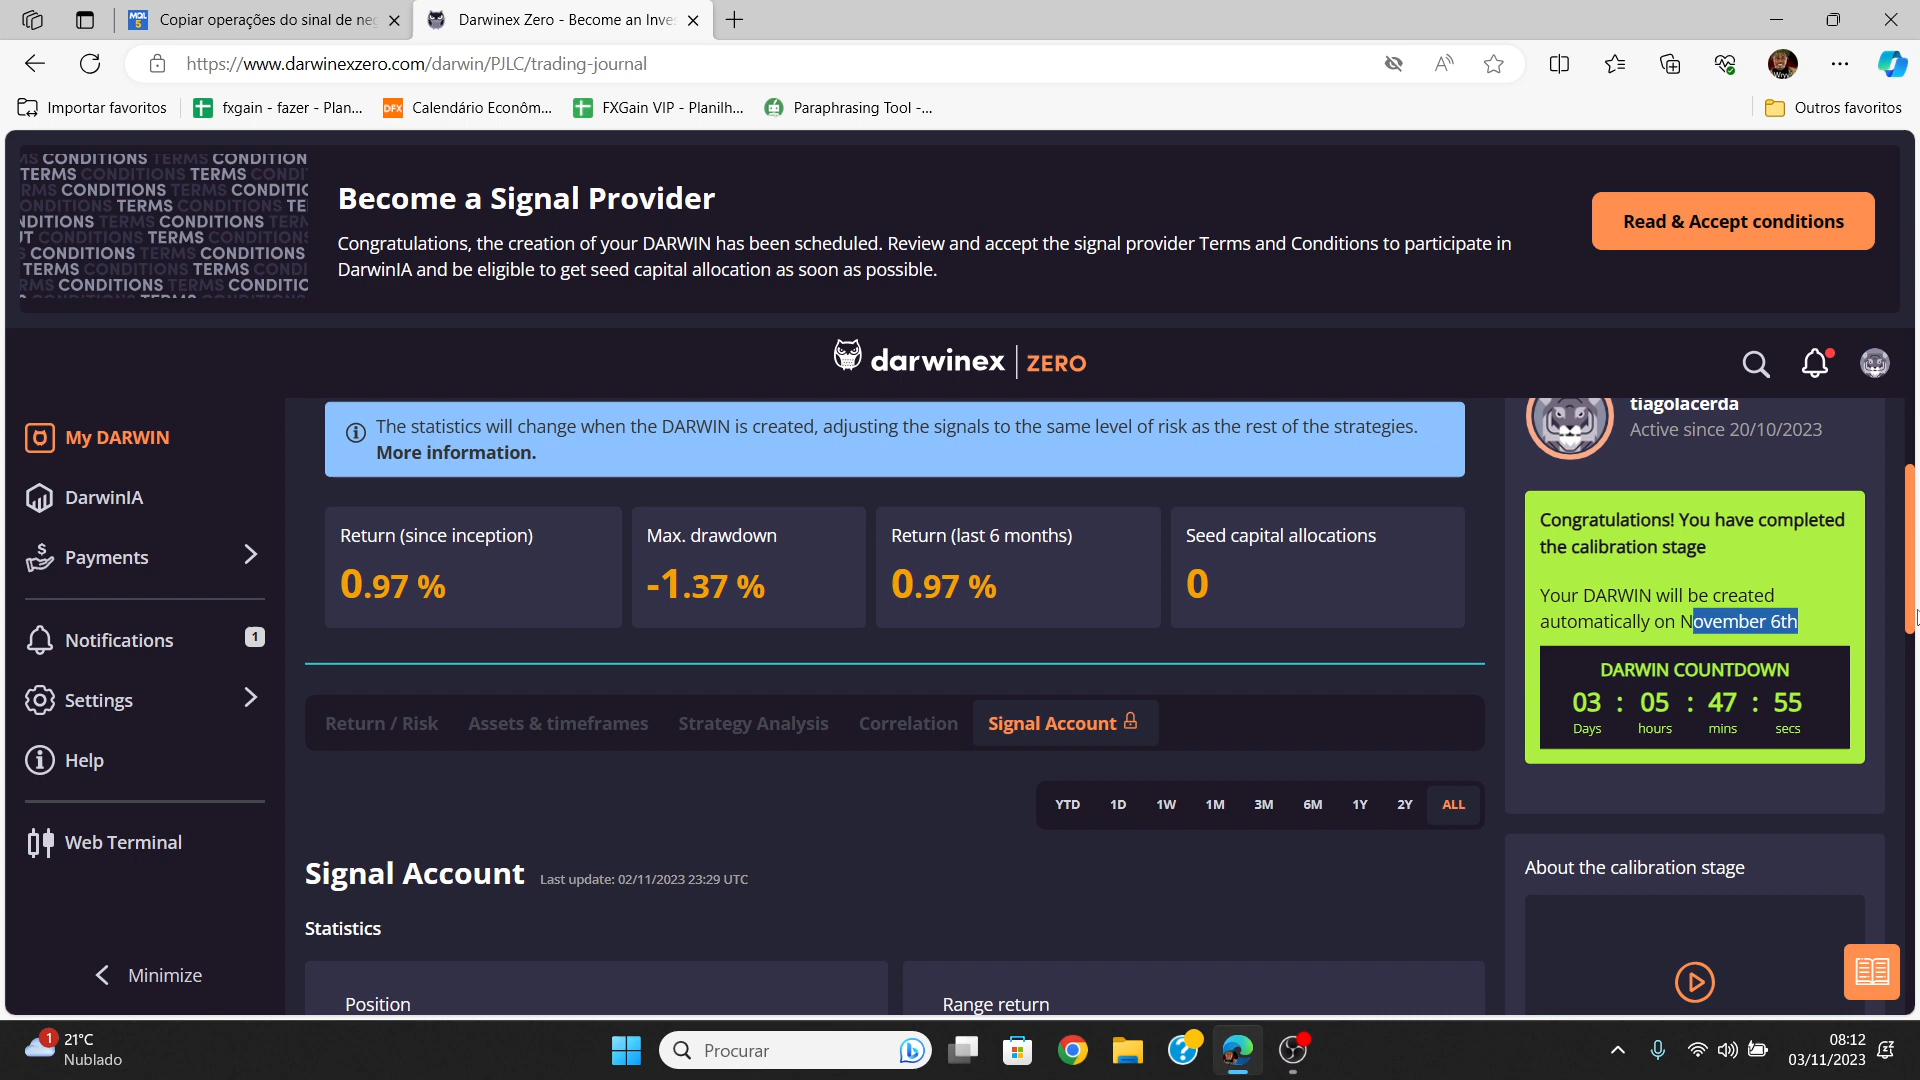 Copiar operações do sinal de neg
Darwinex Zero - Become an Inves
https://www.darwinexzero.com/darwin/PJLC/trading-journal
Importar favoritos
fxgain - fazer - Plan...
Calendário Econôm...
FXGain VIP - Planilh...
Paraphrasing Tool -...
Outros favoritos
Become a Signal Provider
Congratulations, the creation of your DARWIN has been scheduled. Review and accept the signal provider Terms and Conditions to participate in
DarwinIA and be eligible to get seed capital allocation as soon as possible.
Read & Accept conditions
darwinex | ZERO
My DARWIN
DarwinIA
Payments
Notifications
1
Settings
Help
Web Terminal
Minimize
The statistics will change when the DARWIN is created, adjusting the signals to the same level of risk as the rest of the strategies.
More information.
Return (since inception)
0.97 %
Max. drawdown
-1.37 %
Return (last 6 months)
0.97 %
Seed capital allocations
0
Return / Risk
Assets & timeframes
Strategy Analysis
Correlation
Signal Account
YTD 1D 1W 1M 3M 6M 1Y 2Y ALL
Signal Account
Last update: 02/11/2023 23:29 UTC
Statistics
Position
Range return
tiagolacerda
Active since 20/10/2023
Congratulations! You have completed
the calibration stage
Your DARWIN will be created
automatically on November 6th
DARWIN COUNTDOWN
03 : 05 : 47 : 55
Days hours mins secs
About the calibration stage
1
21°C
Nublado
Procurar
08:12
03/11/2023